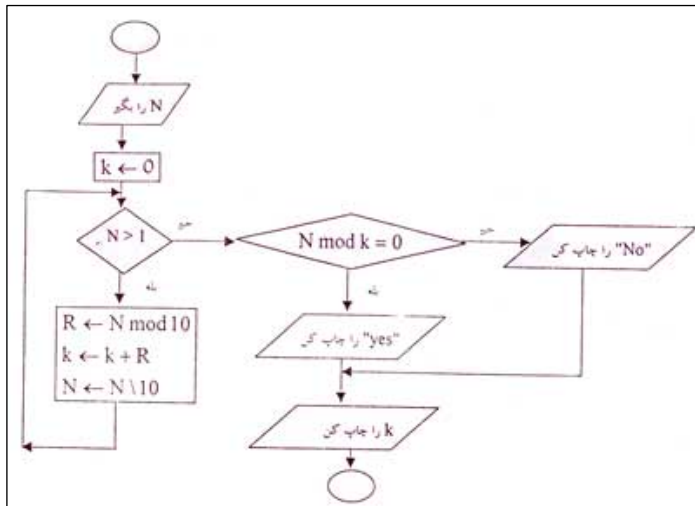 N را بگیر
k ← 0
N > 1
خیر
بله
R ← N mod 10
k ← k + R
N ← N \ 10
N mod k = 0
خیر
بله
"No" را چاپ کن
"yes" را چاپ کن
k را چاپ کن